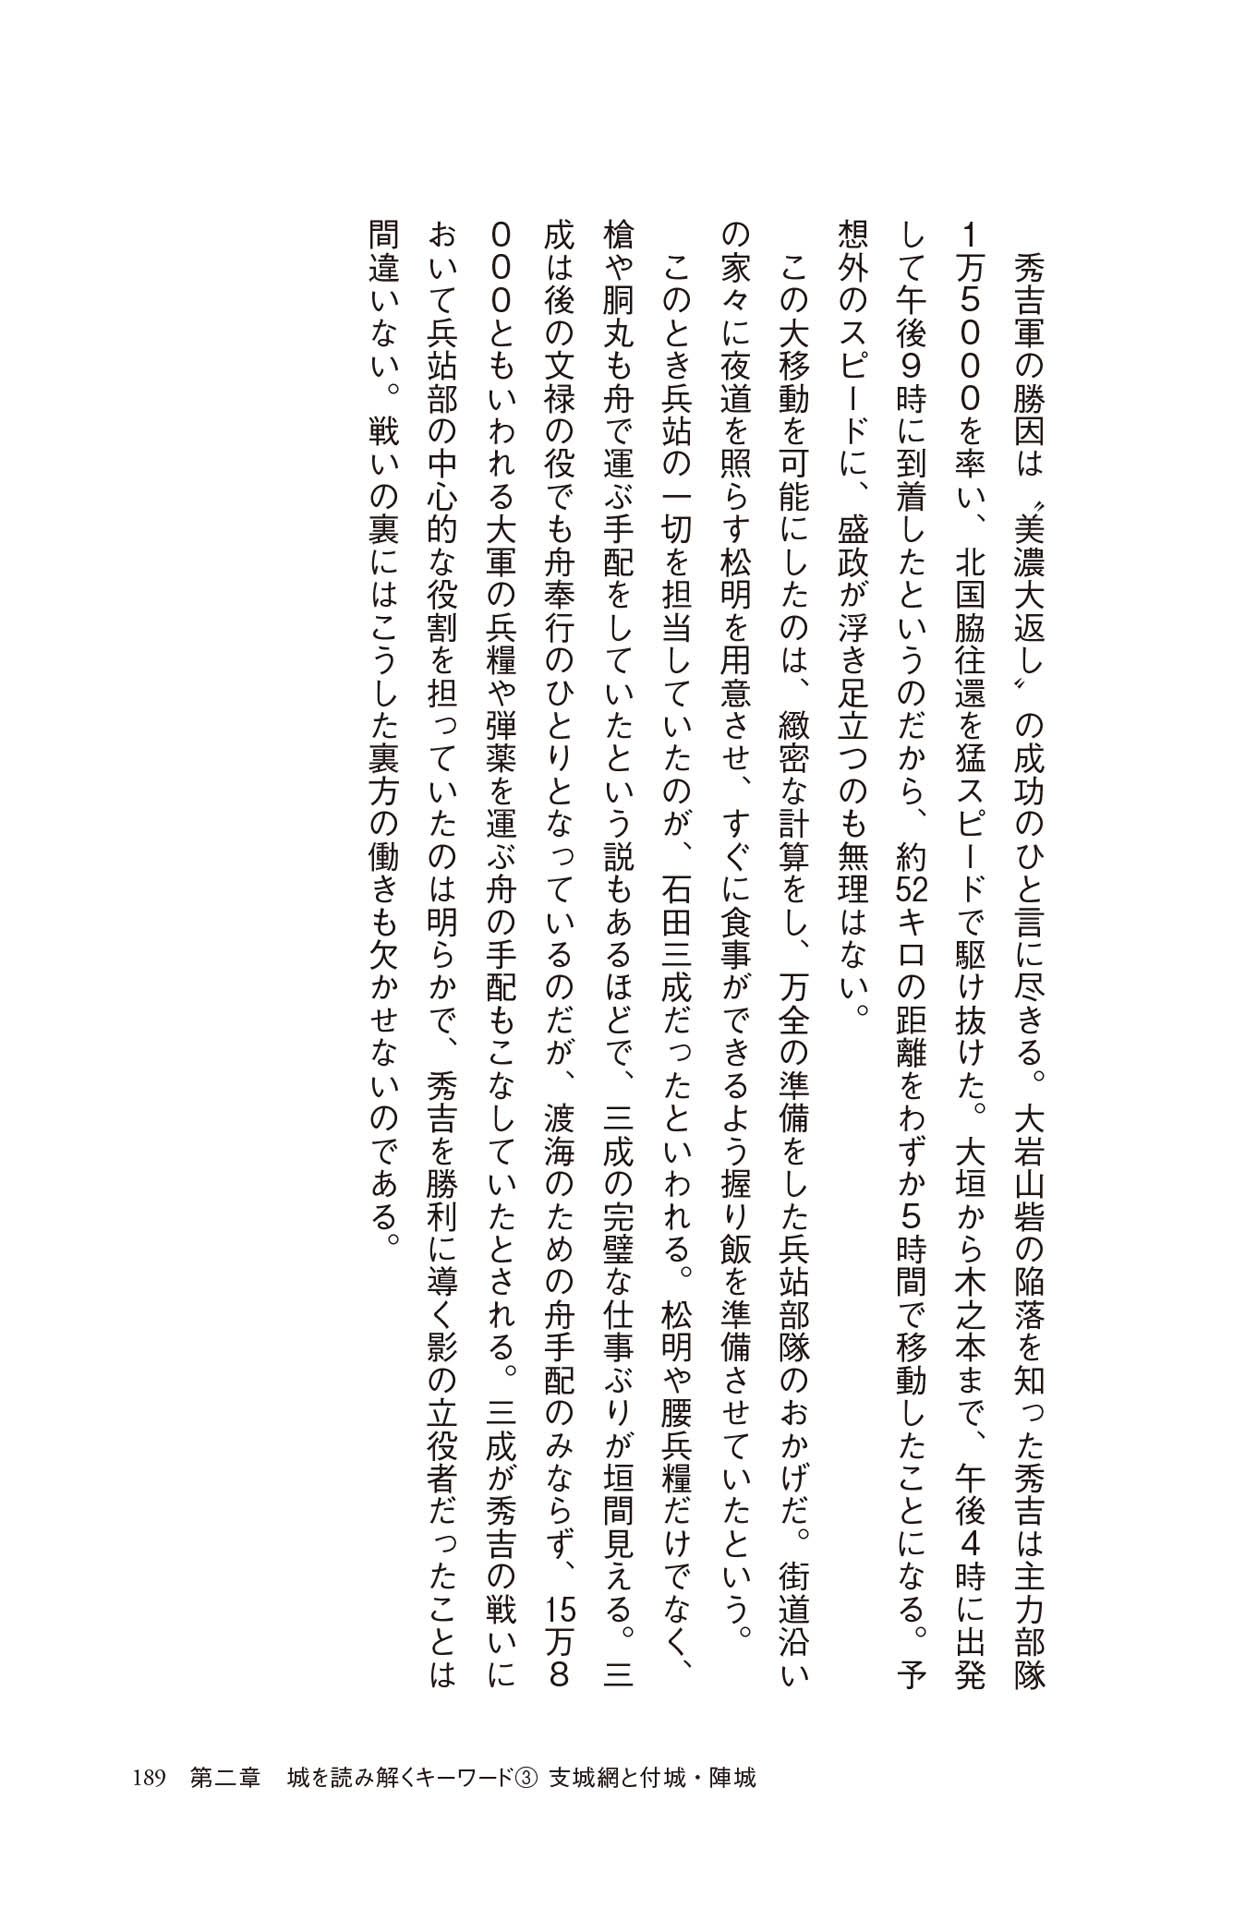 秀吉軍の勝因は〝美濃大返し〟の成功のひと言に尽きる。大岩山砦の陥落を知った秀吉は主力部隊
１万５０００を率い、北国脇往還を猛スピードで駆け抜けた。大垣から木之本まで、午後４時に出発
して午後９時に到着したというのだから、約52キロの距離をわずか５時間で移動したことになる。予
想外のスピードに、盛政が浮き足立つのも無理はない。
　この大移動を可能にしたのは、緻密な計算をし、万全の準備をした兵站部隊のおかげだ。街道沿い
の家々に夜道を照らす松明を用意させ、すぐに食事ができるよう握り飯を準備させていたという。
　このとき兵站の一切を担当していたのが、石田三成だったといわれる。松明や腰兵糧だけでなく、
槍や胴丸も舟で運ぶ手配をしていたという説もあるほどで、三成の完璧な仕事ぶりが垣間見える。三
成は後の文禄の役でも舟奉行のひとりとなっているのだが、渡海のための舟手配のみならず、15万８
０００ともいわれる大軍の兵糧や弾薬を運ぶ舟の手配もこなしていたとされる。三成が秀吉の戦いに
おいて兵站部の中心的な役割を担っていたのは明らかで、秀吉を勝利に導く影の立役者だったことは
間違いない。戦いの裏にはこうした裏方の働きも欠かせないのである。
189　第二章　城を読み解くキーワード③ 支城網と付城・陣城